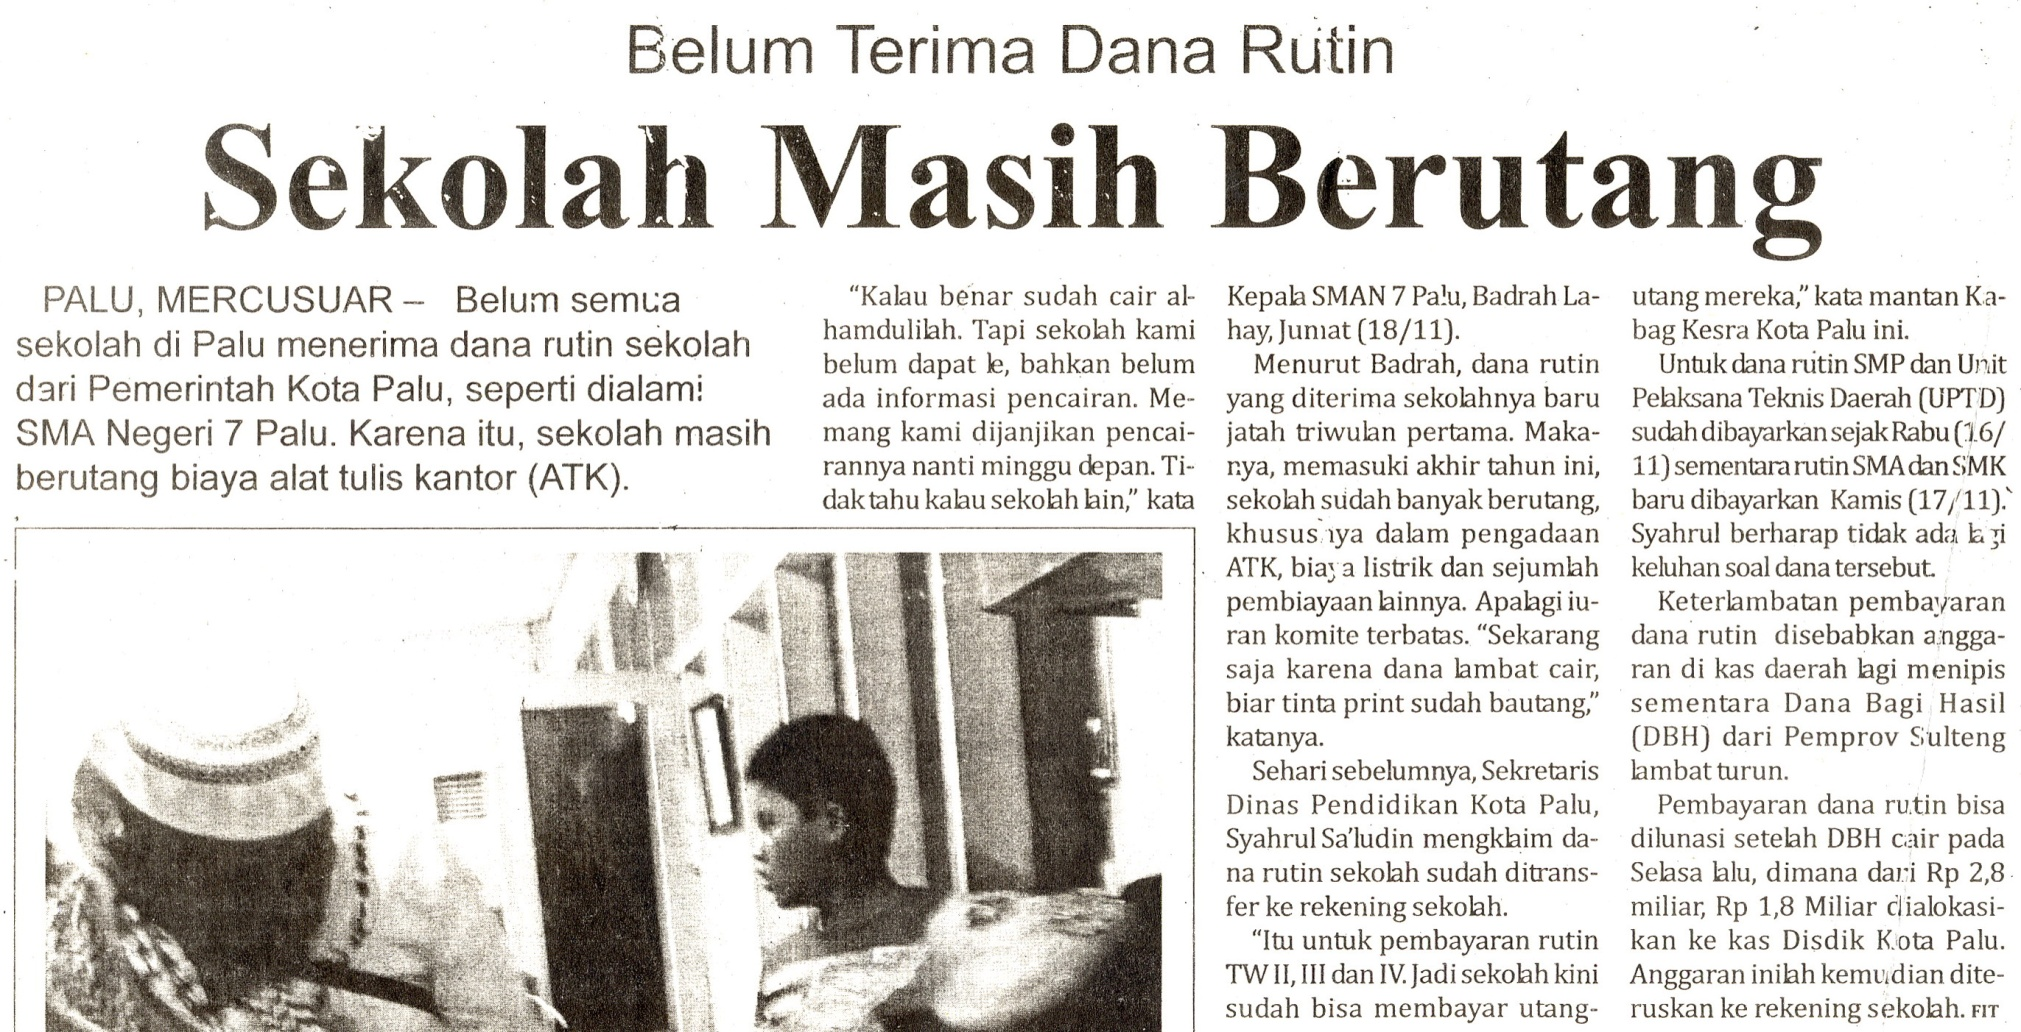 Belum Terima Dana Rutin
Sekolah Masih Berutang
PALU, MERCUSUAR – Belum semua
sekolah di Palu menerima dana rutin sekolah
dari Pemerintah Kota Palu, seperti dialami
SMA Negeri 7 Palu. Karena itu, sekolah masih
berutang biaya alat tulis kantor (ATK).
“Kalau benar sudah cair al-
hamdulilah. Tapi sekolah kami
belum dapat le, bahkan belum
ada informasi pencairan. Me-
mang kami dijanjikan pencai-
rannya nanti minggu depan. Ti-
dak tahu kalau sekolah lain,” kata
Kepala SMAN 7 Palu, Badrah La-
hay, Jumat (18/11).
Menurut Badrah, dana rutin
yang diterima sekolahnya baru
jatah triwulan pertama. Maka-
nya, memasuki akhir tahun ini,
sekolah sudah banyak berutang,
khususnya dalam pengadaan
ATK, biaya listrik dan sejumlah
pembiayaan lainnya. Apalagi iu-
ran komite terbatas. “Sekarang
saja karena dana lambat cair,
biar tinta print sudah bautang,”
katanya.
Sehari sebelumnya, Sekretaris
Dinas Pendidikan Kota Palu,
Syahrul Sa’ludin mengklaim da-
na rutin sekolah sudah ditrans-
fer ke rekening sekolah.
“Itu untuk pembayaran rutin
TW II, III dan IV. Jadi sekolah kini
sudah bisa membayar utang-
utang mereka,” kata mantan Ka-
bag Kesra Kota Palu ini.
Untuk dana rutin SMP dan Unit
Pelaksana Teknis Daerah (UPTD)
sudah dibayarkan sejak Rabu (16/
11) sementara rutin SMA dan SMK
baru dibayarkan Kamis (17/11).
Syahrul berharap tidak ada lagi
keluhan soal dana tersebut.
Keterlambatan pembayaran
dana rutin disebabkan angga-
ran di kas daerah lagi menipis
sementara Dana Bagi Hasil
(DBH) dari Pemprov Sulteng
lambat turun.
Pembayaran dana rutin bisa
dilunasi setelah DBH cair pada
Selasa lalu, dimana dari Rp 2,8
miliar, Rp 1,8 Miliar dialokasi-
kan ke kas Disdik Kota Palu.
Anggaran inilah kemudian dite-
ruskan ke rekening sekolah. FIT